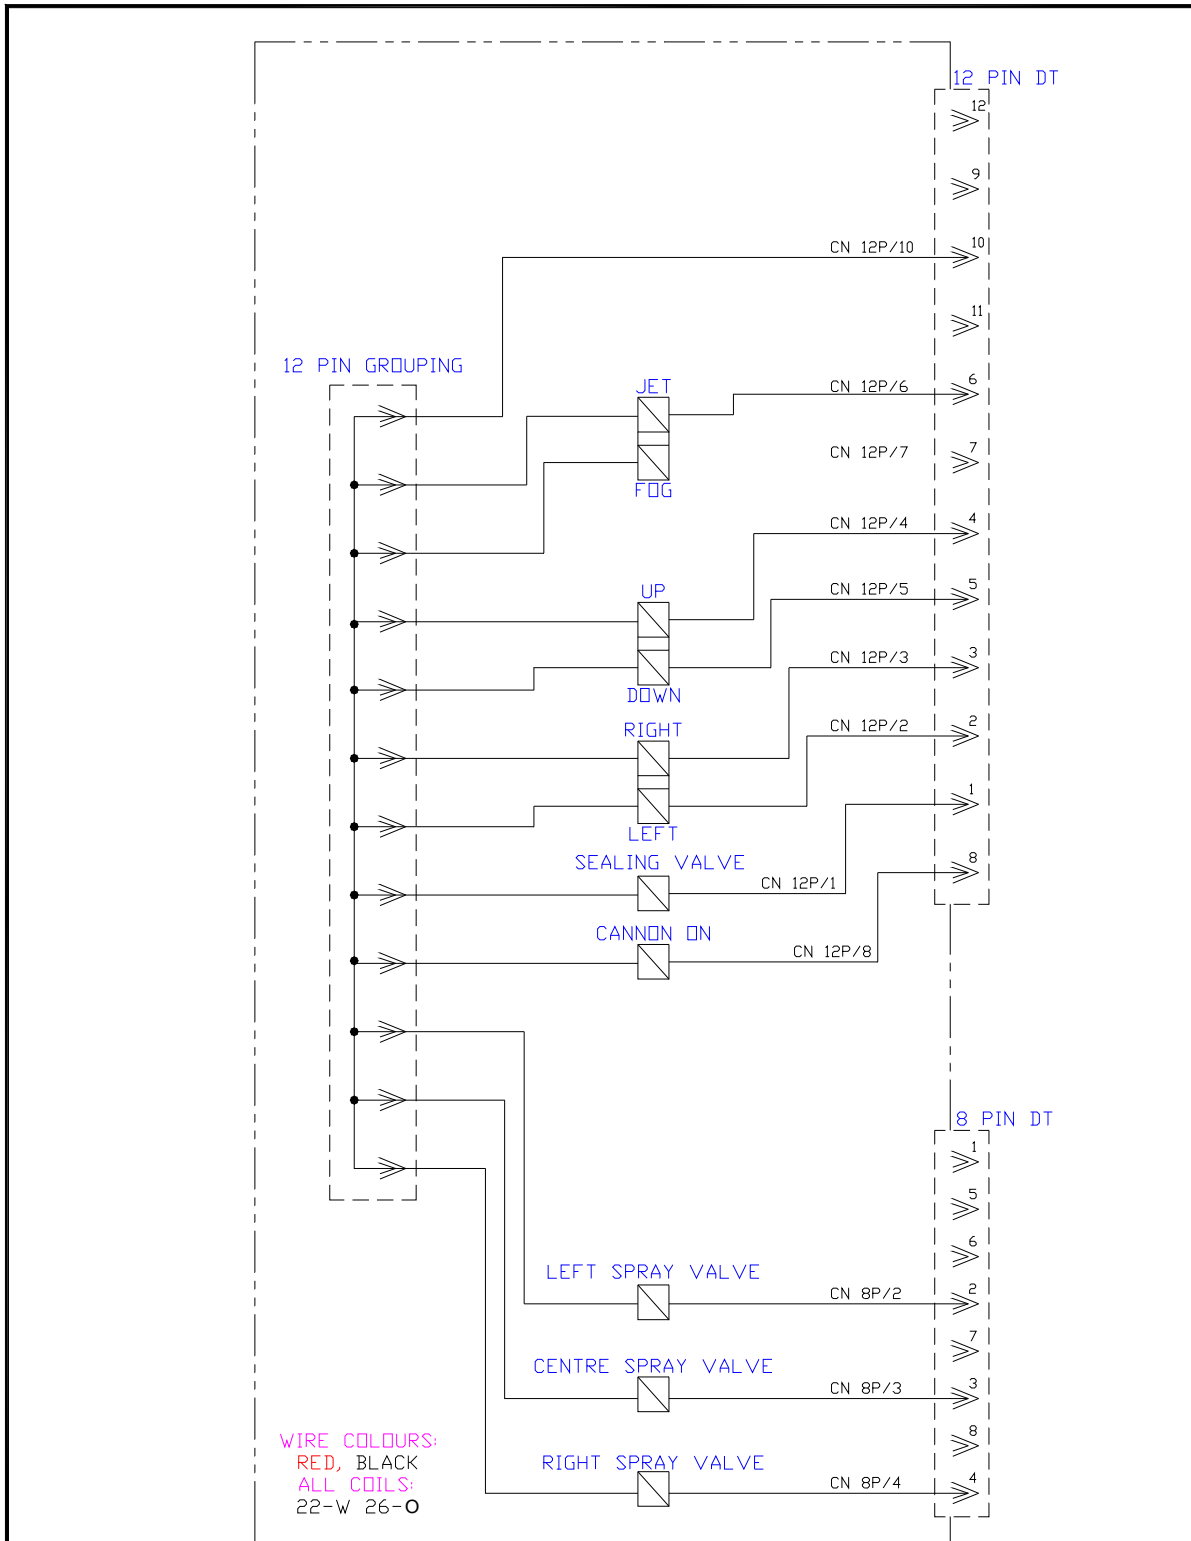 12 PIN DT
12
9
CN 12P/10
10
11
12 PIN GROUPING
JET
CN 12P/6
6
CN 12P/7
7
FOG
CN 12P/4
4
UP
CN 12P/5
5
CN 12P/3
3
DOWN
RIGHT
CN 12P/2
2
1
LEFT
SEALING VALVE
CN 12P/1
8
CANNON ON
CN 12P/8
8 PIN DT
1
5
6
LEFT SPRAY VALVE
CN 8P/2
2
7
CENTRE SPRAY VALVE
CN 8P/3
3
8
WIRE COLOURS:
RED, BLACK
ALL COILS:
22-W 26-O
RIGHT SPRAY VALVE
CN 8P/4
4